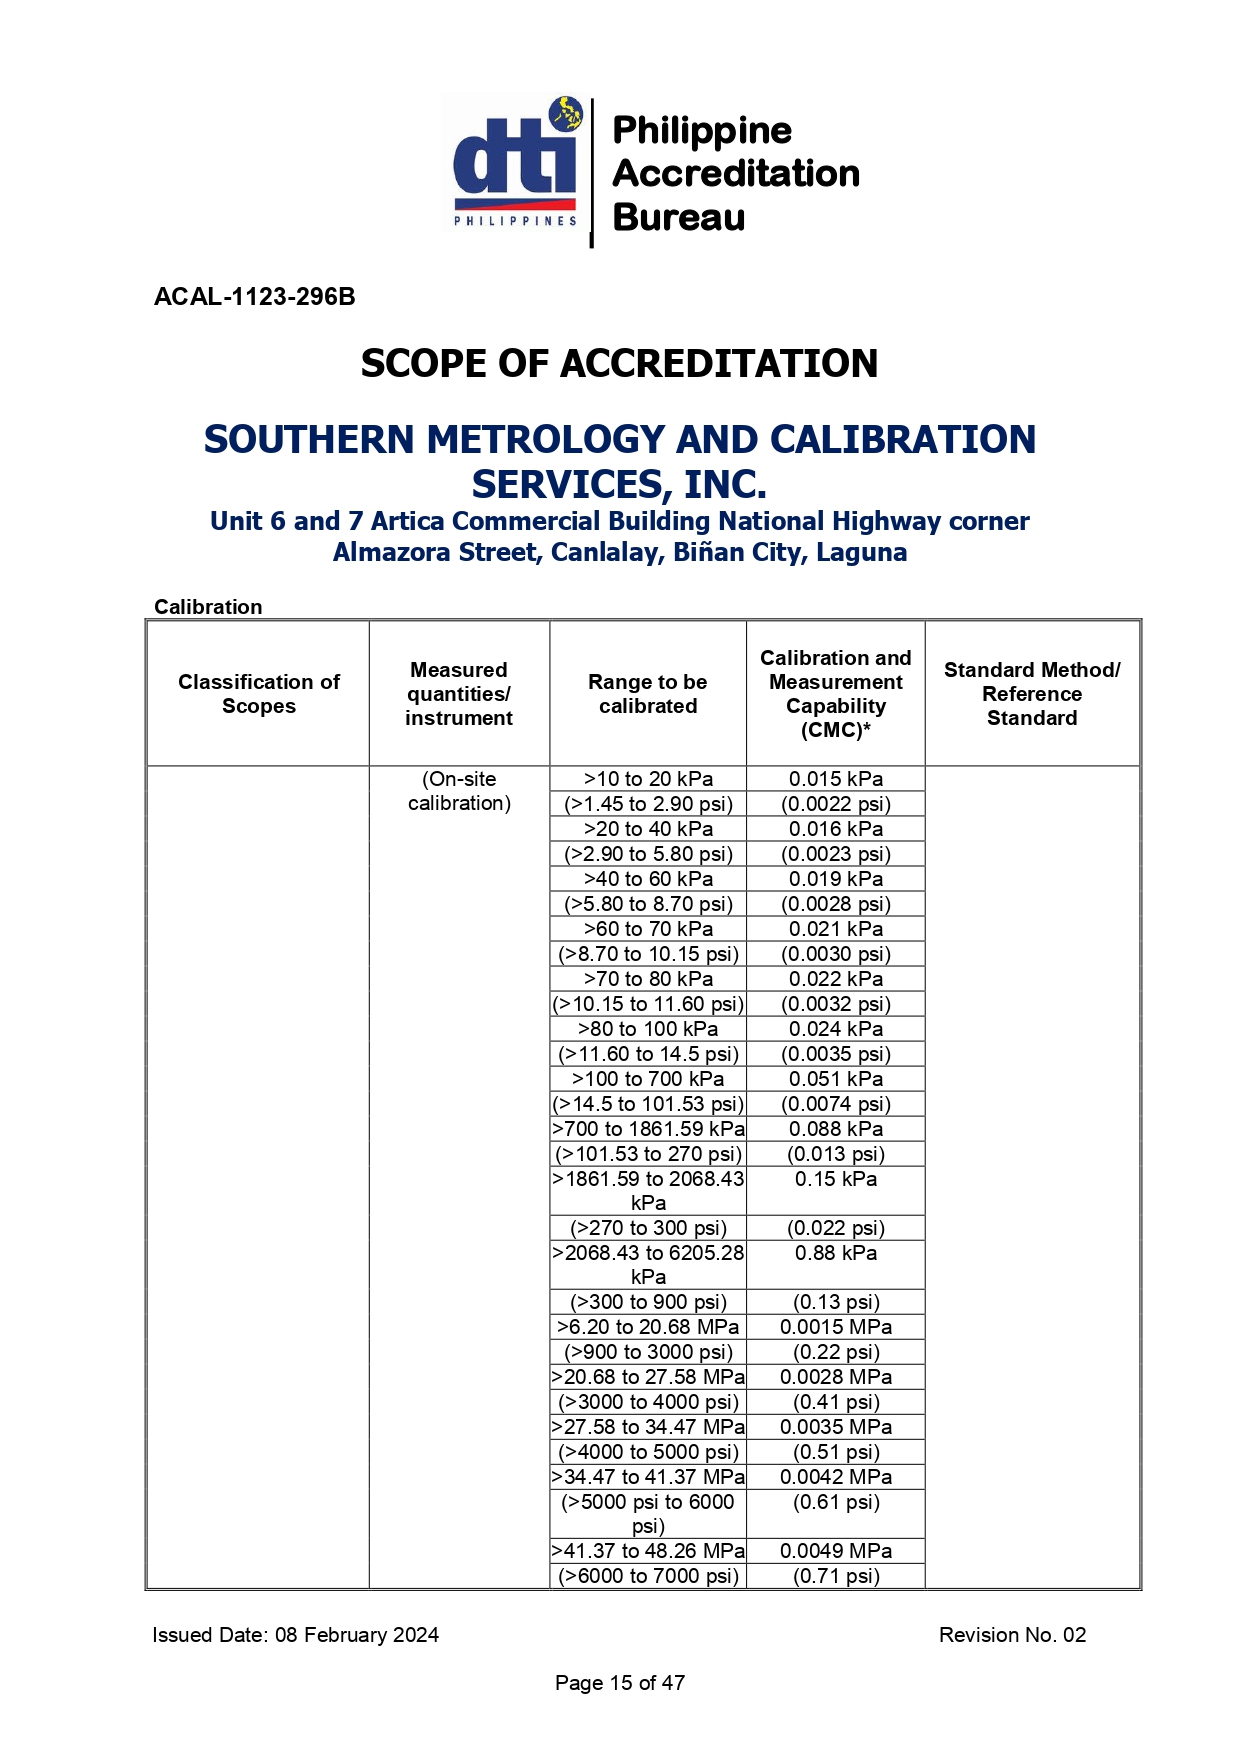 dti
PHILIPPINES
Philippine
Accreditation
Bureau
ACAL-1123-296B
SCOPE OF ACCREDITATION
SOUTHERN METROLOGY AND CALIBRATION
SERVICES, INC.
Unit 6 and 7 Artica Commercial Building National Highway corner
Almazora Street, Canlalay, Biñan City, Laguna
Calibration
Classification of
Scopes
Measured
quantities/
instrument
Range to be
calibrated
Calibration and
Measurement
Capability
(CMC)*
Standard Method/
Reference
Standard
(On-site
calibration)
>10 to 20 kPa 0.015 kPa
(>1.45 to 2.90 psi) (0.0022 psi)
>20 to 40 kPa 0.016 kPa
(>2.90 to 5.80 psi) (0.0023 psi)
>40 to 60 kPa 0.019 kPa
(>5.80 to 8.70 psi) (0.0028 psi)
>60 to 70 kPa 0.021 kPa
(>8.70 to 10.15 psi) (0.0030 psi)
>70 to 80 kPa 0.022 kPa
(>10.15 to 11.60 psi) (0.0032 psi)
>80 to 100 kPa 0.024 kPa
(>11.60 to 14.5 psi) (0.0035 psi)
>100 to 700 kPa 0.051 kPa
(>14.5 to 101.53 psi) (0.0074 psi)
>700 to 1861.59 kPa 0.088 kPa
(>101.53 to 270 psi) (0.013 psi)
>1861.59 to 2068.43 0.15 kPa
kPa
(>270 to 300 psi) (0.022 psi)
>2068.43 to 6205.28 0.88 kPa
kPa
(>300 to 900 psi) (0.13 psi)
>6.20 to 20.68 MPa 0.0015 MPa
(>900 to 3000 psi) (0.22 psi)
>20.68 to 27.58 MPa 0.0028 MPa
(>3000 to 4000 psi) (0.41 psi)
>27.58 to 34.47 MPa 0.0035 MPa
(>4000 to 5000 psi) (0.51 psi)
>34.47 to 41.37 MPa 0.0042 MPa
(>5000 psi to 6000 (0.61 psi)
psi)
>41.37 to 48.26 MPa 0.0049 MPa
(>6000 to 7000 psi) (0.71 psi)
Issued Date: 08 February 2024 Revision No. 02
Page 15 of 47